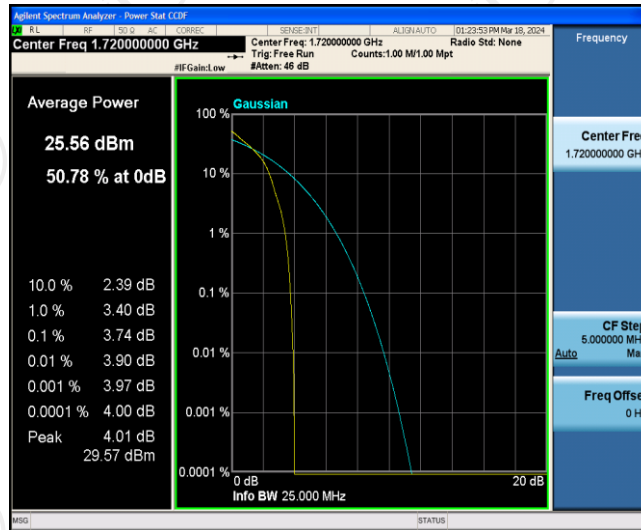 Agilent Spectrum Analyzer - Power Stat CCDF
RL RF 50 Ω AC CORREC SENSE:INT ALIGNAUTO 01:23:53 PM Mar 18, 2024
Center Freq 1.720000000 GHz
Center Freq: 1.720000000 GHz Radio Std: None
Trig: Free Run Counts:1.00 M/1.00 Mpt
#IFGain:Low #Atten: 46 dB
Frequency
Average Power
25.56 dBm
50.78 % at 0dB
10.0 % 2.39 dB
1.0 % 3.40 dB
0.1 % 3.74 dB
0.01 % 3.90 dB
0.001 % 3.97 dB
0.0001 % 4.00 dB
Peak 4.01 dB
29.57 dBm
Gaussian
100 %
10 %
1 %
0.1 %
0.01 %
0.001 %
0.0001 %
0 dB 20 dB
Info BW 25.000 MHz
Center Fre
1.720000000 GH
CF Ste
5.000000 MH
Auto Ma
Freq Offse
0 H
MSG STATUS